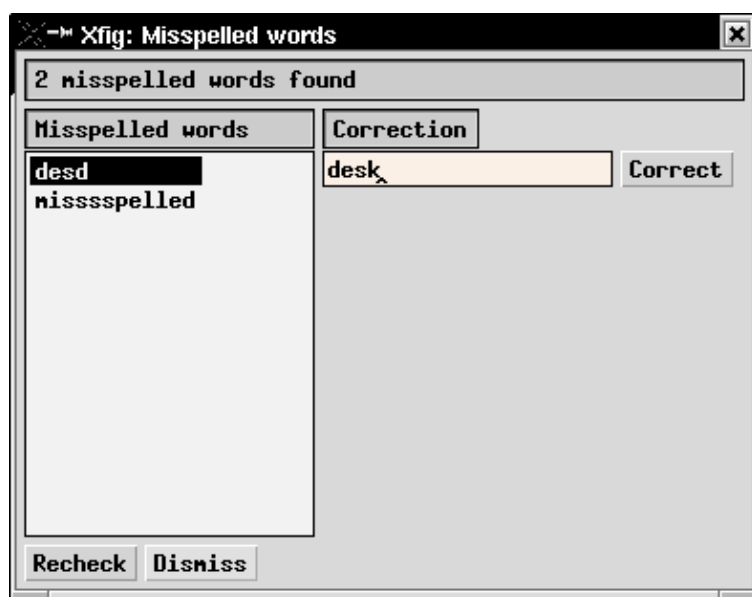 Xfig: Misspelled words
2 misspelled words found
Misspelled words
Correction
desd
desk
Correct
missspelled
Recheck
Dismiss